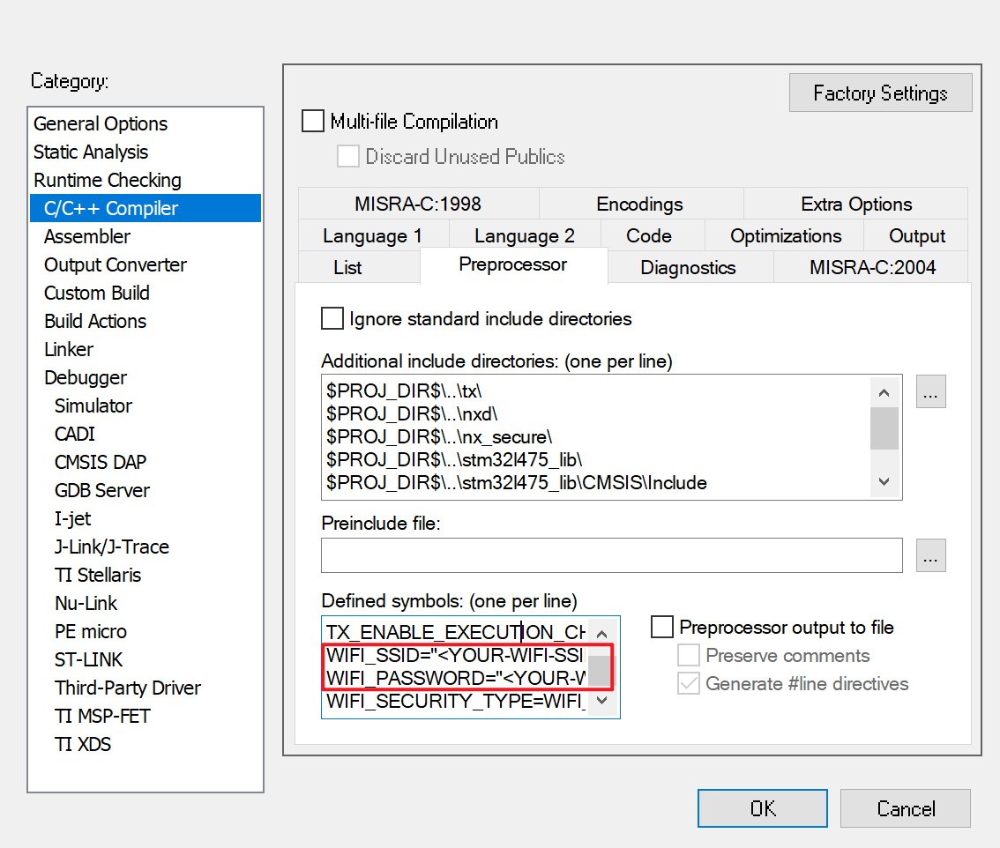 Category:
General Options
Static Analysis
Runtime Checking
C/C++ Compiler
Assembler
Output Converter
Custom Build
Build Actions
Linker
Debugger
Simulator
CADI
CMSIS DAP
GDB Server
I-jet
J-Link/J-Trace
TI Stellaris
Nu-Link
PE micro
ST-LINK
Third-Party Driver
TI MSP-FET
TI XDS
Factory Settings
Multi-file Compilation
Discard Unused Publics
MISRA-C:1998 Encodings Extra Options
Language 1 Language 2 Code Optimizations Output
List Preprocessor Diagnostics MISRA-C:2004
Ignore standard include directories
Additional include directories: (one per line)
$PROJ_DIR$\..\tx\
$PROJ_DIR$\..\nxd\
$PROJ_DIR$\..\nx_secure\
$PROJ_DIR$\..\stm32l475_lib\
$PROJ_DIR$\..\stm32l475_lib\CMSIS\Include
...
Preinclude file:
...
Defined symbols: (one per line)
TX_ENABLE_EXECUTION_CH
WIFI_SSID="<YOUR-WIFI-SSI
WIFI_PASSWORD="<YOUR-W
WIFI_SECURITY_TYPE=WIFI_
Preprocessor output to file
Preserve comments
Generate #line directives
OK Cancel